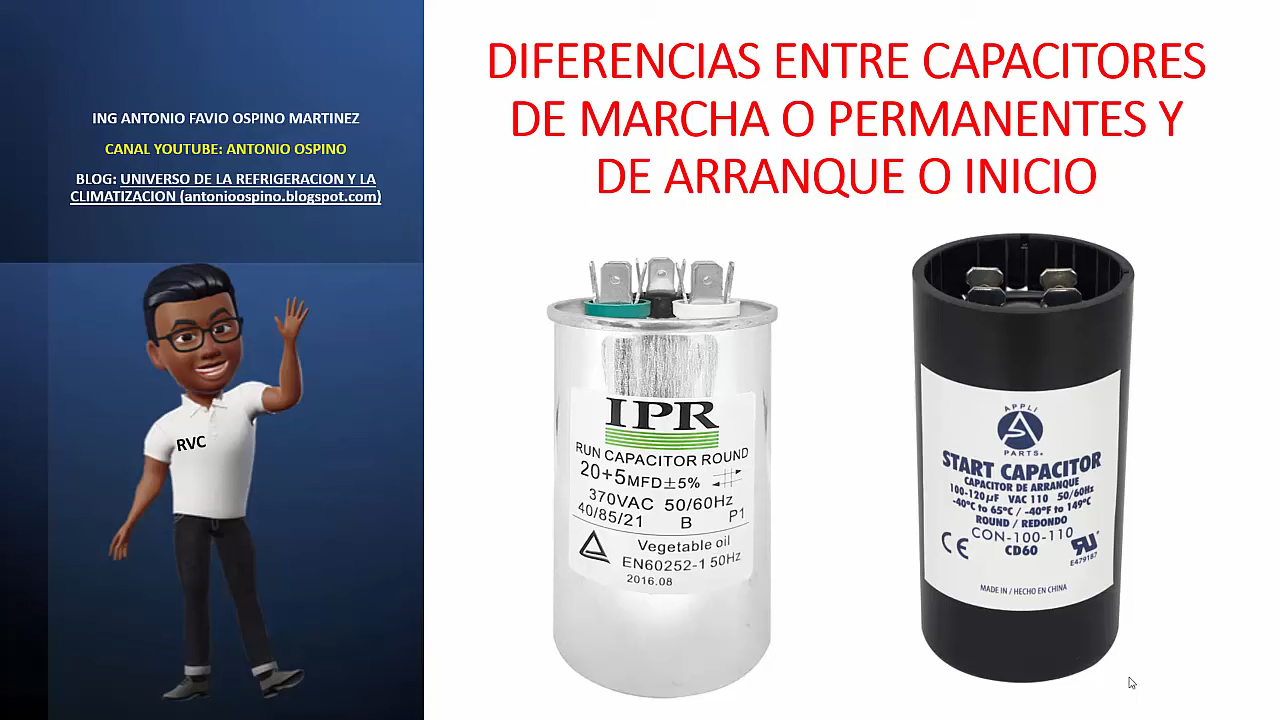 ING ANTONIO FAVIO OSPINO MARTINEZ
CANAL YOUTUBE: ANTONIO OSPINO
BLOG: UNIVERSO DE LA REFRIGERACION Y LA
CLIMATIZACION (antonioospino.blogspot.com)
RVC
DIFERENCIAS ENTRE CAPACITORES
DE MARCHA O PERMANENTES Y
DE ARRANQUE O INICIO
IPR
RUN CAPACITOR ROUND
20+5MFD±5%
370VAC 50/60Hz
40/85/21 B P1
Vegetable oil
EN60252-1 50Hz
2016.08
APPLI
PARTS®
START CAPACITOR
CAPACITOR DE ARRANQUE
100-120µF VAC 110 50/60Hz
-40°C to 65°C / -40°F to 149°C
ROUND / REDONDO
CON-100-110
CD60
CE
E479187
MADE IN / HECHO EN CHINA